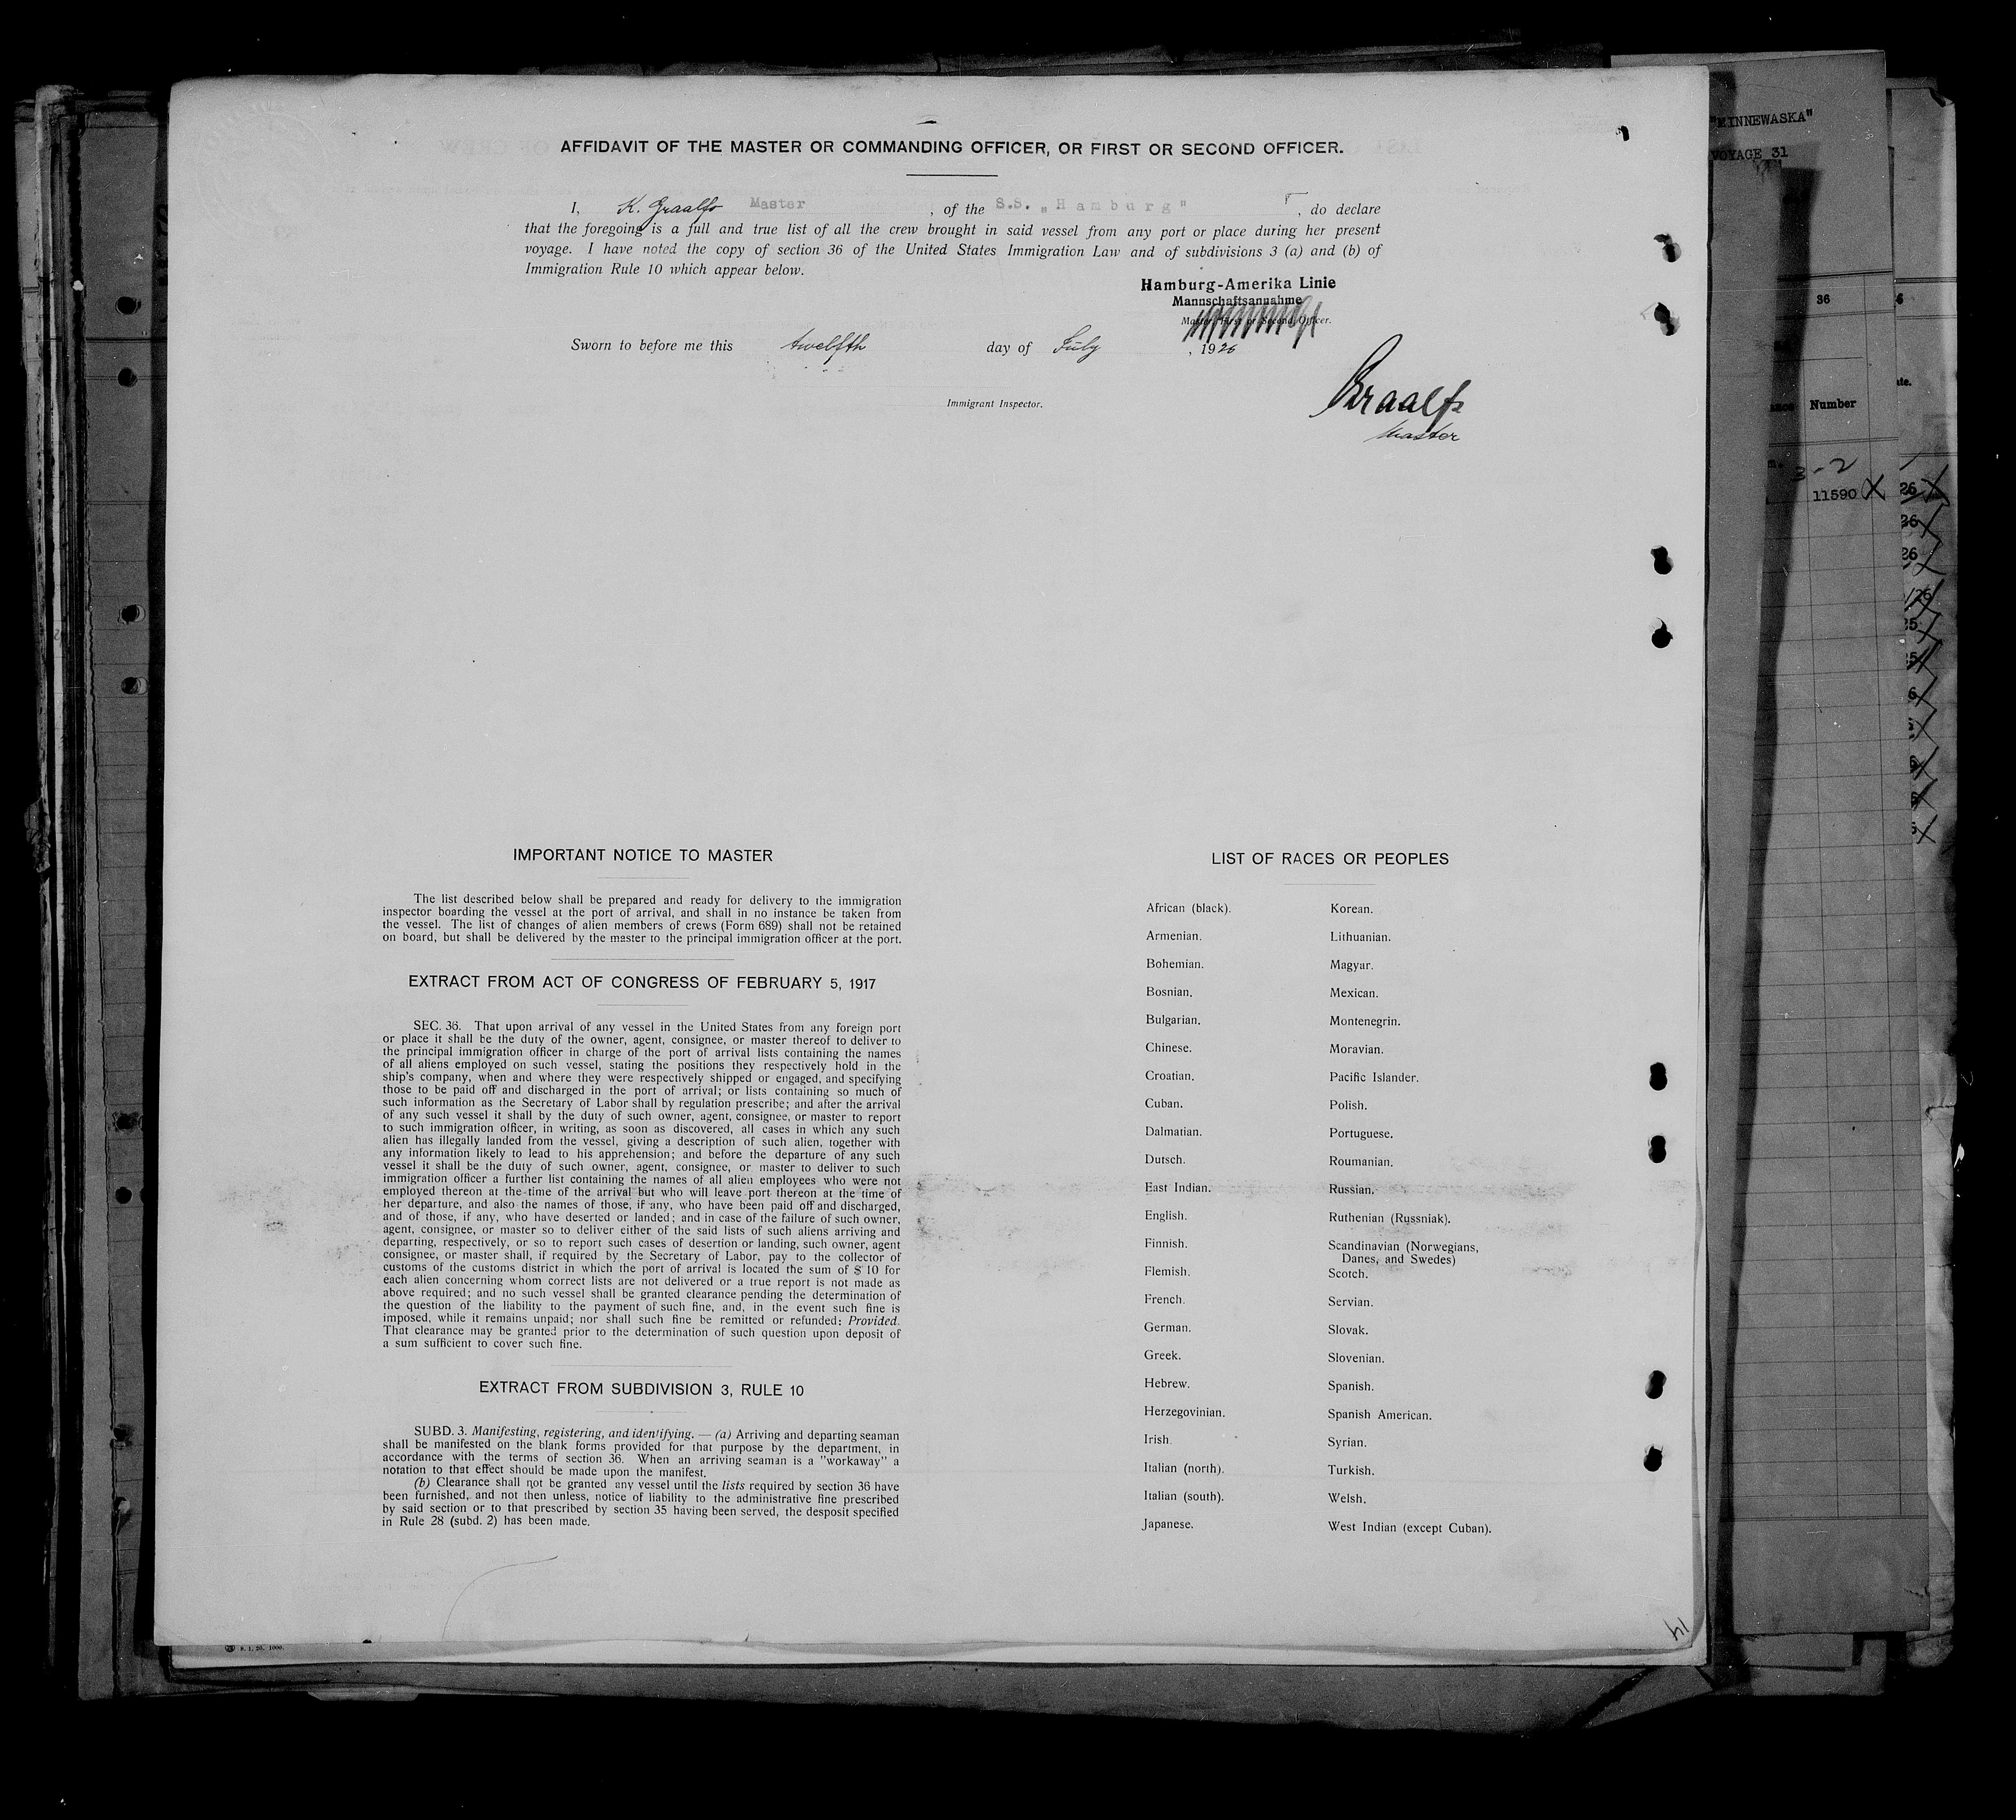 AFFIDAVIT OF THE MASTER OR COMMANDING OFFICER, OR FIRST OR SECOND OFFICER.
I, K. Graalfs Master, of the S.S. „Hamburg", do declare
that the foregoing is a full and true list of all the crew brought in said vessel from any port or place during her present
voyage. I have noted the copy of section 36 of the United States Immigration Law and of subdivisions 3 (a) and (b) of
Immigration Rule 10 which appear below.
Hamburg-Amerika Linie
Mannschaftsannahme
Master, First or Second Officer.
Sworn to before me this twelfth day of July, 1926
Graalfs
Master
Immigrant Inspector.
IMPORTANT NOTICE TO MASTER
The list described below shall be prepared and ready for delivery to the immigration
inspector boarding the vessel at the port of arrival, and shall in no instance be taken from
the vessel. The list of changes of alien members of crews (Form 689) shall not be retained
on board, but shall be delivered by the master to the principal immigration officer at the port.
EXTRACT FROM ACT OF CONGRESS OF FEBRUARY 5, 1917
SEC. 36. That upon arrival of any vessel in the United States from any foreign port
or place it shall be the duty of the owner, agent, consignee, or master thereof to deliver to
the principal immigration officer in charge of the port of arrival lists containing the names
of all aliens employed on such vessel, stating the positions they respectively hold in the
ship's company, when and where they were respectively shipped or engaged, and specifying
those to be paid off and discharged in the port of arrival; or lists containing so much of
such information as the Secretary of Labor shall by regulation prescribe; and after the arrival
of any such vessel it shall by the duty of such owner, agent, consignee, or master to report
to such immigration officer, in writing, as soon as discovered, all cases in which any such
alien has illegally landed from the vessel, giving a description of such alien, together with
any information likely to lead to his apprehension; and before the departure of any such
vessel it shall be the duty of such owner, agent, consignee, or master to deliver to such
immigration officer a further list containing the names of all alien employees who were not
employed thereon at the time of the arrival but who will leave port thereon at the time of
her departure, and also the names of those, if any, who have been paid off and discharged,
and of those, if any, who have deserted or landed; and in case of the failure of such owner,
agent, consignee, or master so to deliver either of the said lists of such aliens arriving and
departing, respectively, or so to report such cases of desertion or landing, such owner, agent
consignee, or master shall, if required by the Secretary of Labor, pay to the collector of
customs of the customs district in which the port of arrival is located the sum of $ 10 for
each alien concerning whom correct lists are not delivered or a true report is not made as
above required; and no such vessel shall be granted clearance pending the determination of
the question of the liability to the payment of such fine, and, in the event such fine is
imposed, while it remains unpaid; nor shall such fine be remitted or refunded: Provided.
That clearance may be granted prior to the determination of such question upon deposit of
a sum sufficient to cover such fine.
EXTRACT FROM SUBDIVISION 3, RULE 10
SUBD. 3. Manifesting, registering, and identifying. — (a) Arriving and departing seaman
shall be manifested on the blank forms provided for that purpose by the department, in
accordance with the terms of section 36. When an arriving seaman is a "workaway" a
notation to that effect should be made upon the manifest.
(b) Clearance shall not be granted any vessel until the lists required by section 36 have
been furnished, and not then unless, notice of liability to the administrative fine prescribed
by said section or to that prescribed by section 35 having been served, the desposit specified
in Rule 28 (subd. 2) has been made.
LIST OF RACES OR PEOPLES
African (black).
Armenian.
Bohemian.
Bosnian.
Bulgarian.
Chinese.
Croatian.
Cuban.
Dalmatian.
Dutsch.
East Indian.
English.
Finnish.
Flemish.
French.
German.
Greek.
Hebrew.
Herzegovinian.
Irish.
Italian (north).
Italian (south).
Japanese.
Korean.
Lithuanian.
Magyar.
Mexican.
Montenegrin.
Moravian.
Pacific Islander.
Polish.
Portuguese.
Roumanian.
Russian.
Ruthenian (Russniak).
Scandinavian (Norwegians,
Danes, and Swedes)
Scotch.
Servian.
Slovak.
Slovenian.
Spanish.
Spanish American.
Syrian.
Turkish.
Welsh.
West Indian (except Cuban).
14
8. 1. 26. 1000.
"MINNEWASKA"
VOYAGE 31
36
Number
3-2
11590
26
26
26